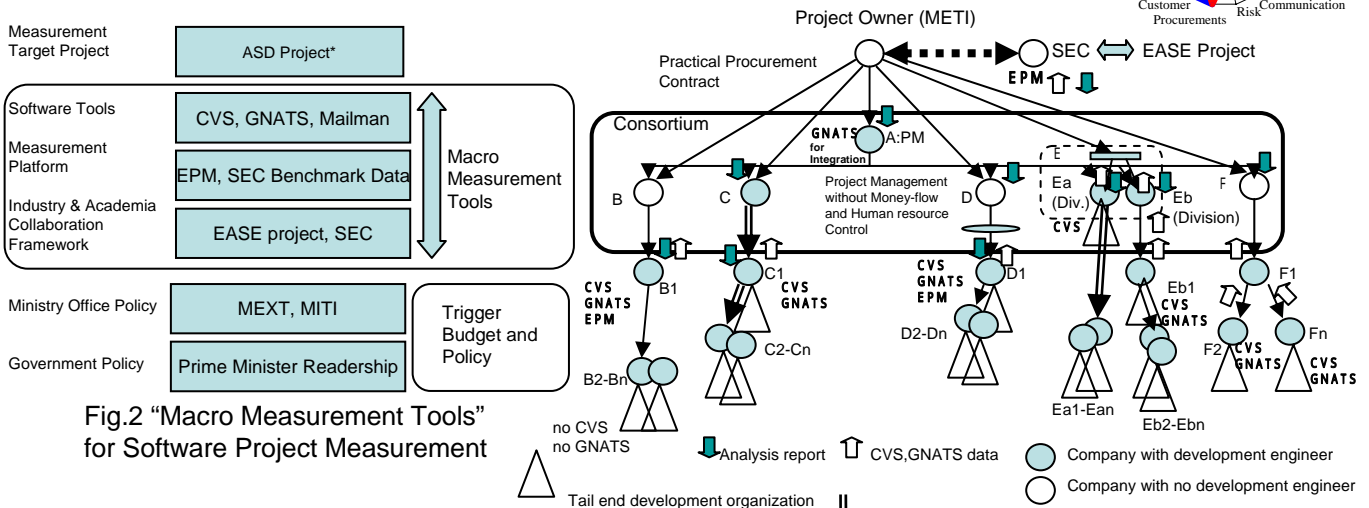 Measurement
Target Project
ASD Project*
Software Tools
CVS, GNATS, Mailman
Measurement
Platform
EPM, SEC Benchmark Data
Industry & Academia
Collaboration
Framework
EASE project, SEC
Macro
Measurement
Tools
Ministry Office Policy
MEXT, MITI
Government Policy
Prime Minister Readership
Trigger
Budget and
Policy
Fig.2 “Macro Measurement Tools”
for Software Project Measurement
Customer
Procurements
Risk
Communication
Project Owner (METI)
SEC
EASE Project
EPM
Practical Procurement
Contract
Consortium
GNATS
for
Integration
A:PM
B
C
Project Management
without Money-flow
and Human resource
Control
D
E
Ea
(Div.)
Eb
(Division)
F
CVS
B1
CVS
GNATS
EPM
B2-Bn
C1
CVS
GNATS
C2-Cn
CVS
GNATS
EPM
D1
D2-Dn
Ea1-Ean
Eb1
CVS
GNATS
Eb2-Ebn
F1
F2
CVS
GNATS
Fn
CVS
GNATS
no CVS
no GNATS
Analysis report
CVS,GNATS data
Company with development engineer
Company with no development engineer
Tail end development organization